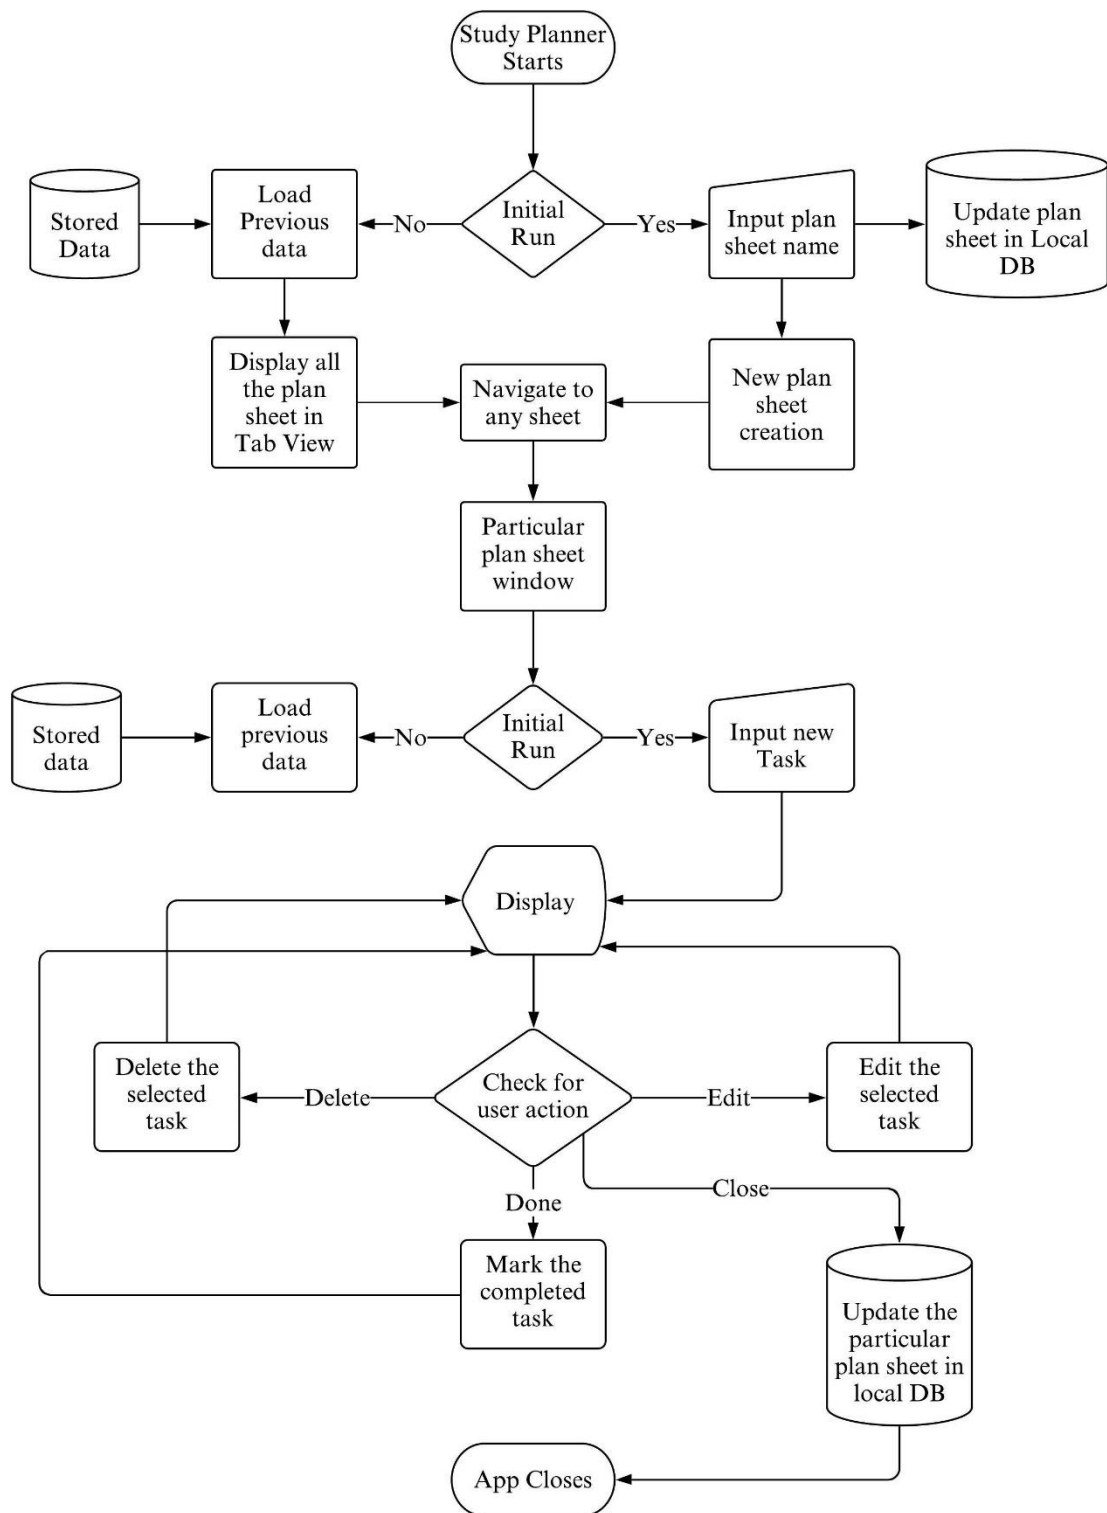 Study Planner
Starts
Stored
Data
Load
Previous
data
No
Initial
Run
Yes
Input plan
sheet name
Update plan
sheet in Local
DB
Display all
the plan
sheet in
Tab View
Navigate to
any sheet
New plan
sheet
creation
Particular
plan sheet
window
Stored
data
Load
previous
data
No
Initial
Run
Yes
Input new
Task
Display
Delete the
selected
task
Delete
Check for
user action
Edit
Edit the
selected
task
Done
Close
Mark the
completed
task
Update the
particular
plan sheet in
local DB
App Closes